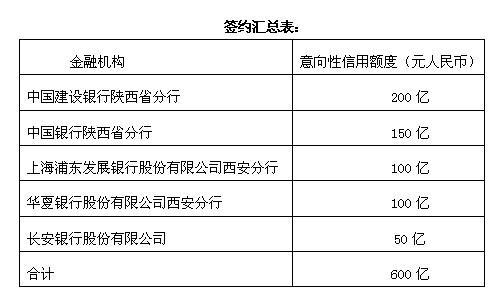 签约汇总表：
金融机构 意向性信用额度（元人民币）
中国建设银行陕西省分行 200 亿
中国银行陕西省分行 150 亿
上海浦东发展银行股份有限公司西安分行 100 亿
华夏银行股份有限公司西安分行 100 亿
长安银行股份有限公司 50 亿
合计 600 亿